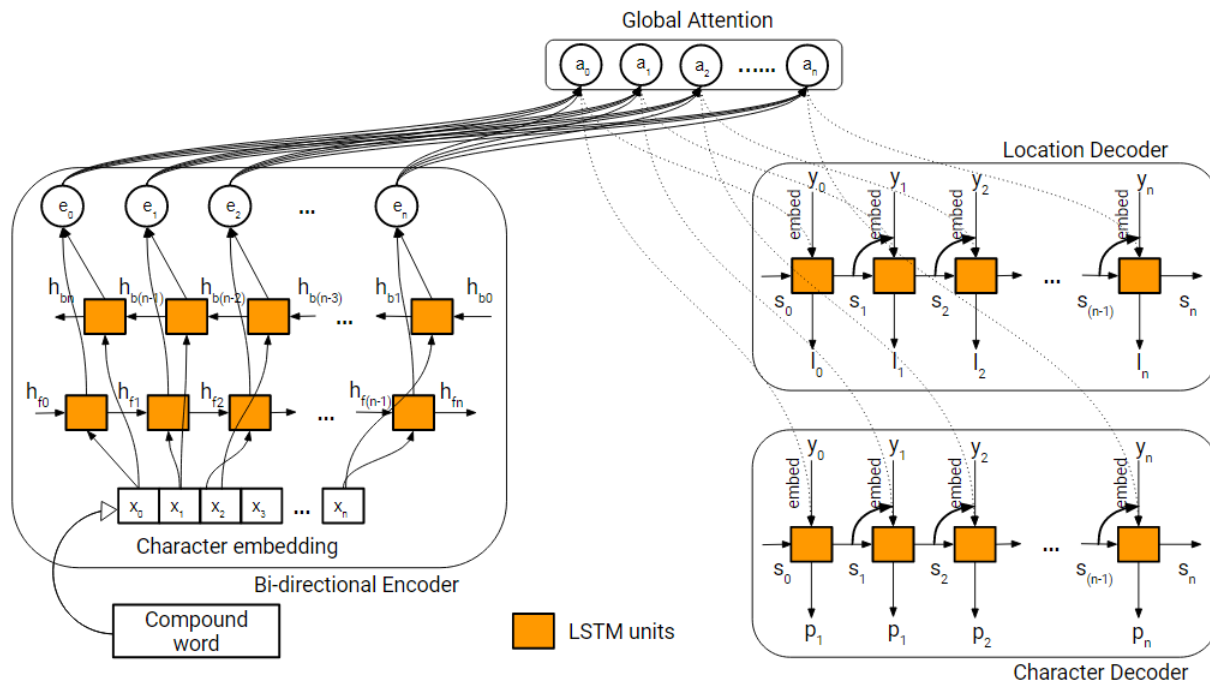 Global Attention
a0 a1 a2 ...... an
Location Decoder
y0 y1 y2 yn
embed embed embed embed
...
s0 s1 s2 s(n-1) sn
l0 l1 l2 ln
e0 e1 e2 ... en
hbn hb(n-1) hb(n-2) hb(n-3) ... hb1 hb0
hf0 hf1 hf2 ... hf(n-1) hfn
x0 x1 x2 x3 ... xn
Character embedding
Bi-directional Encoder
Compound
word
LSTM units
y0 y1 y2 yn
embed embed embed embed
...
s0 s1 s2 s(n-1) sn
p1 p1 p2 pn
Character Decoder